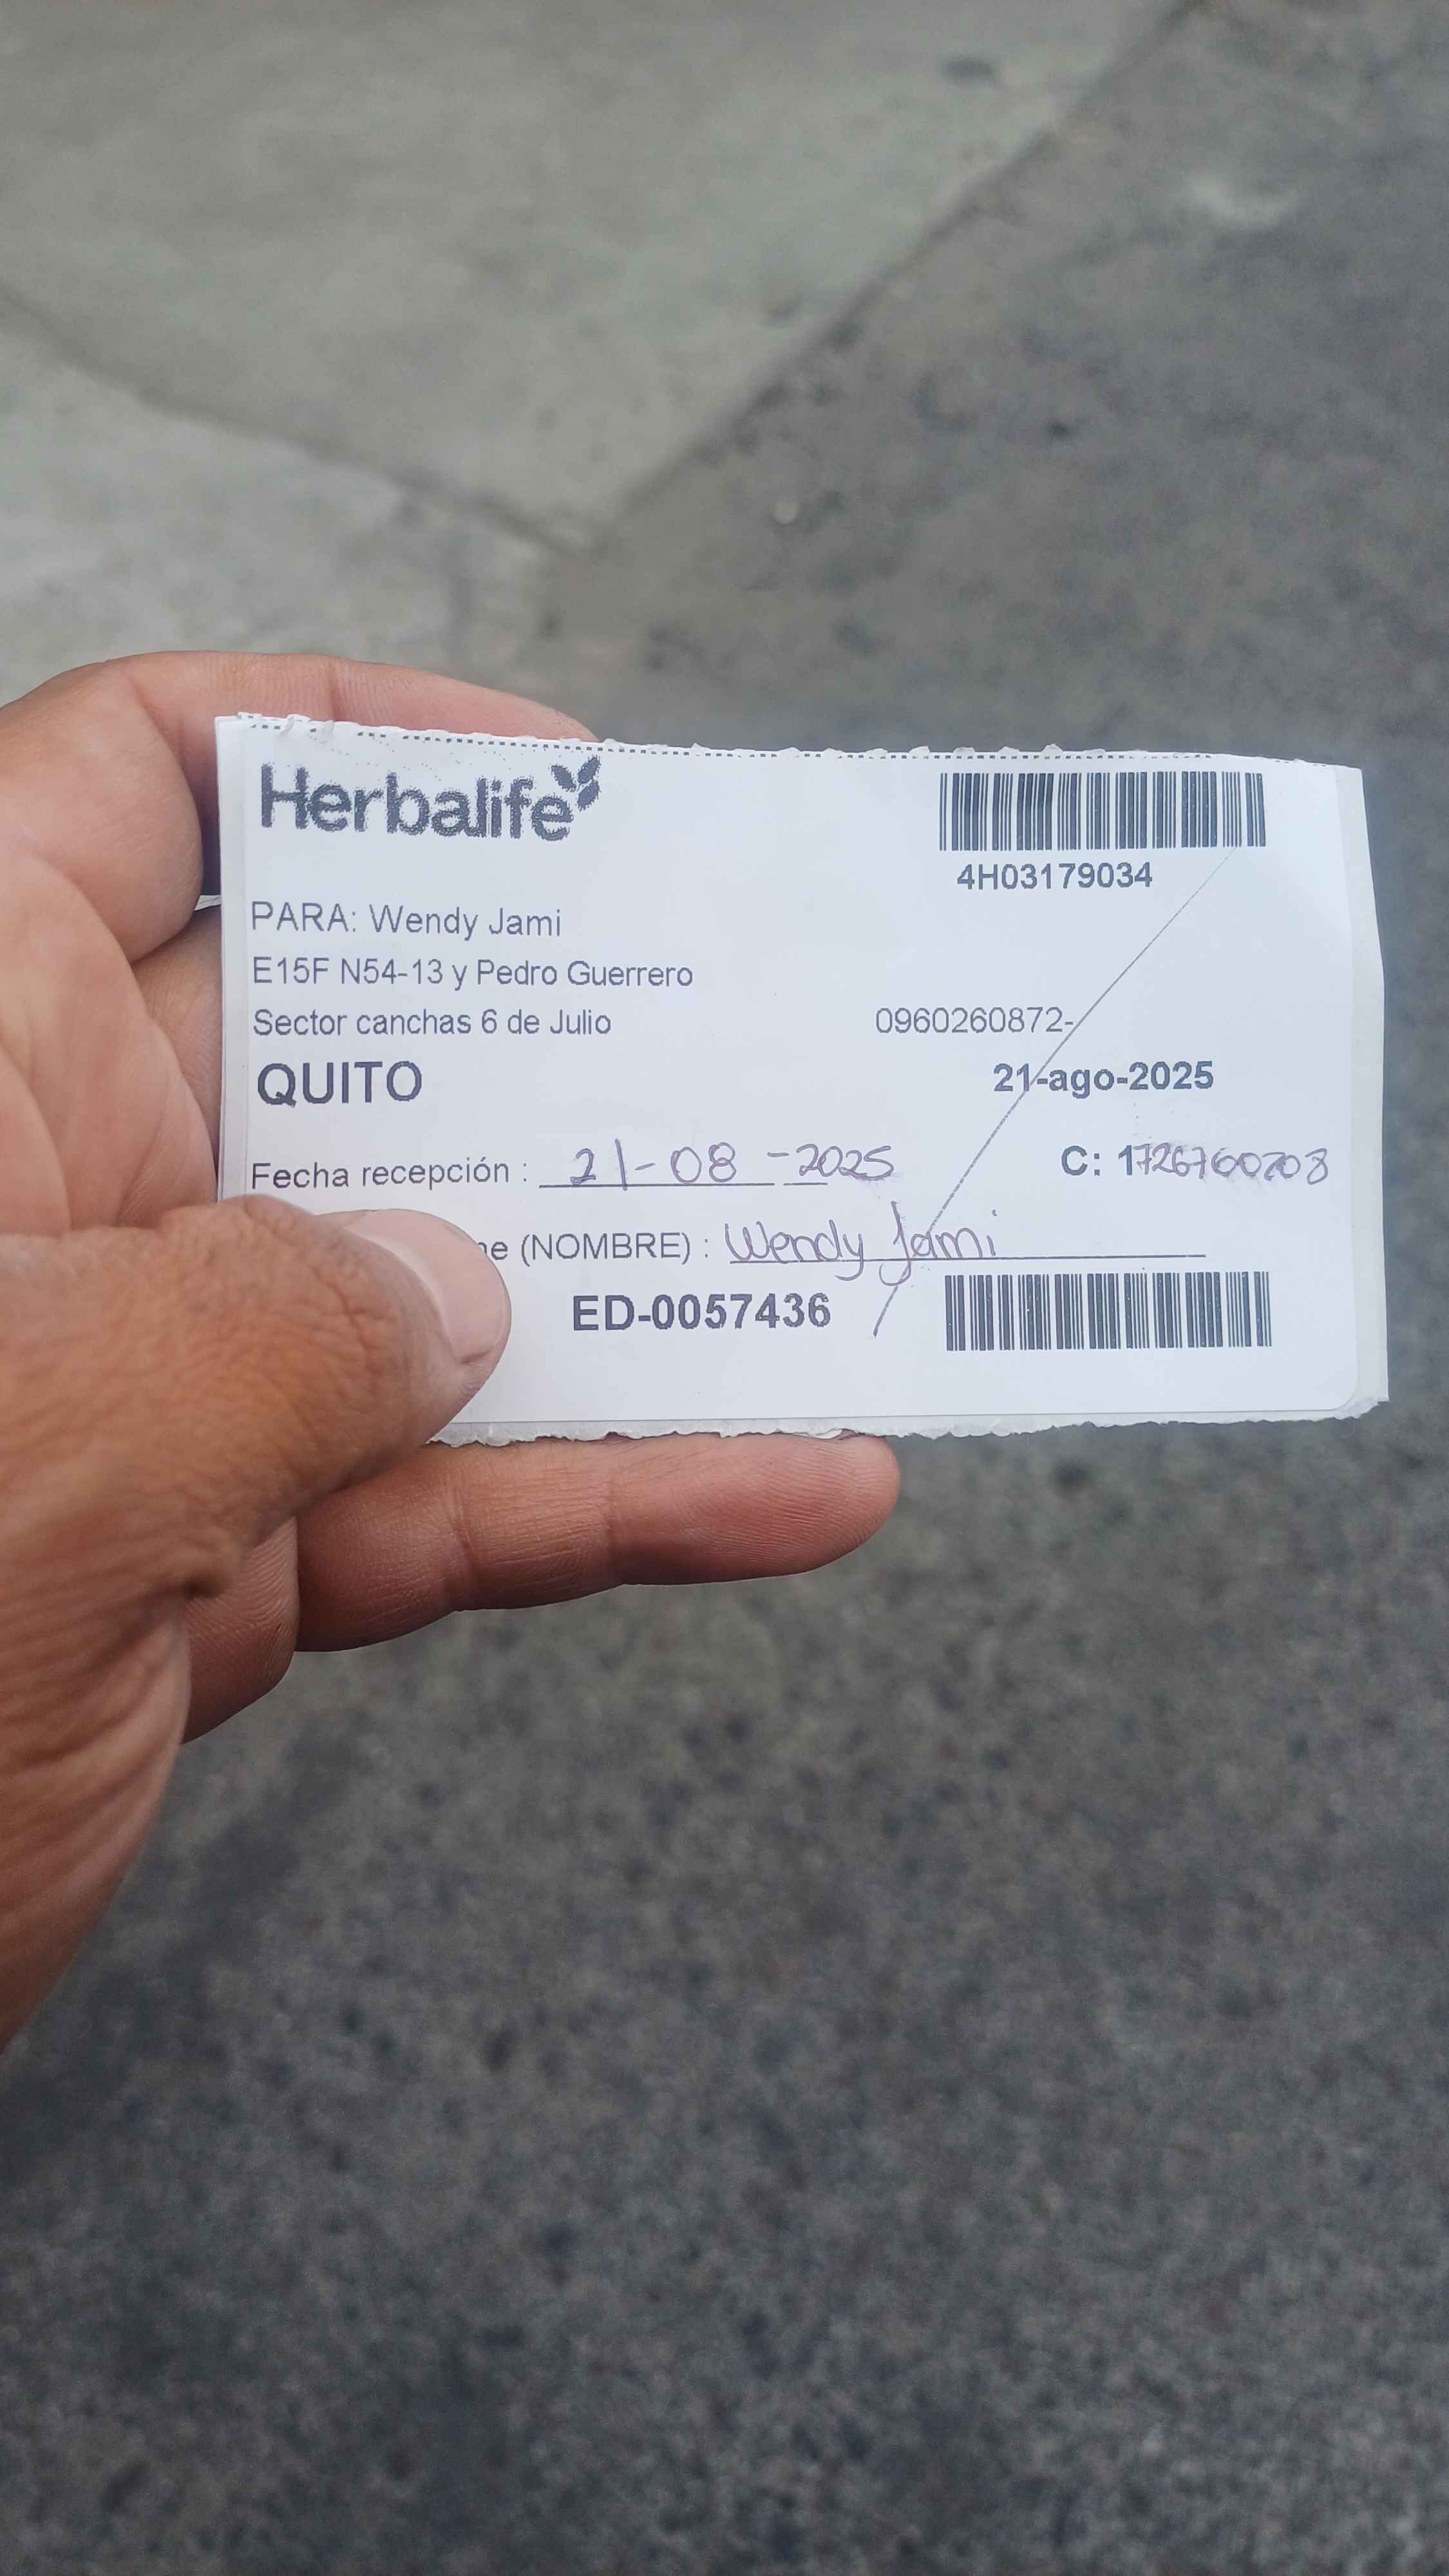 Herbalife
4H03179034
PARA: Wendy Jami
E15F N54-13 y Pedro Guerrero
Sector canchas 6 de Julio
0960260872-
QUITO
21-ago-2025
Fecha recepción : 21-08-2025
C: 1726760708
(NOMBRE) : Wendy Jami
ED-0057436